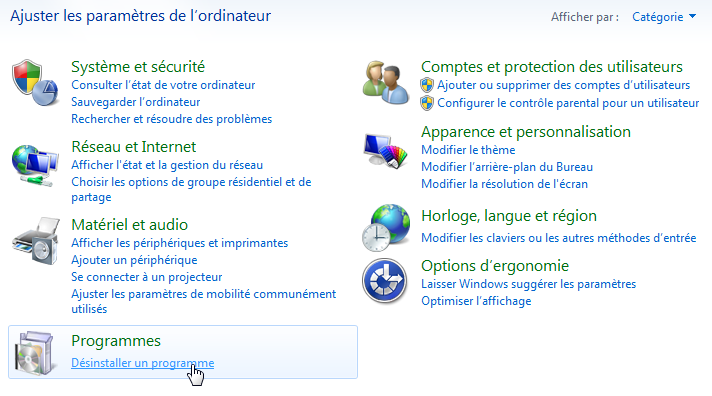 Ajuster les paramètres de l'ordinateur
Afficher par :
Catégorie
Système et sécurité
Consulter l'état de votre ordinateur
Sauvegarder l'ordinateur
Rechercher et résoudre des problèmes
Réseau et Internet
Afficher l'état et la gestion du réseau
Choisir les options de groupe résidentiel et de
partage
Matériel et audio
Afficher les périphériques et imprimantes
Ajouter un périphérique
Se connecter à un projecteur
Ajuster les paramètres de mobilité communément
utilisés
Programmes
Désinstaller un programme
Comptes et protection des utilisateurs
Ajouter ou supprimer des comptes d'utilisateurs
Configurer le contrôle parental pour un utilisateur
Apparence et personnalisation
Modifier le thème
Modifier l'arrière-plan du Bureau
Modifier la résolution de l'écran
Horloge, langue et région
Modifier les claviers ou les autres méthodes d'entrée
Options d'ergonomie
Laisser Windows suggérer les paramètres
Optimiser l'affichage